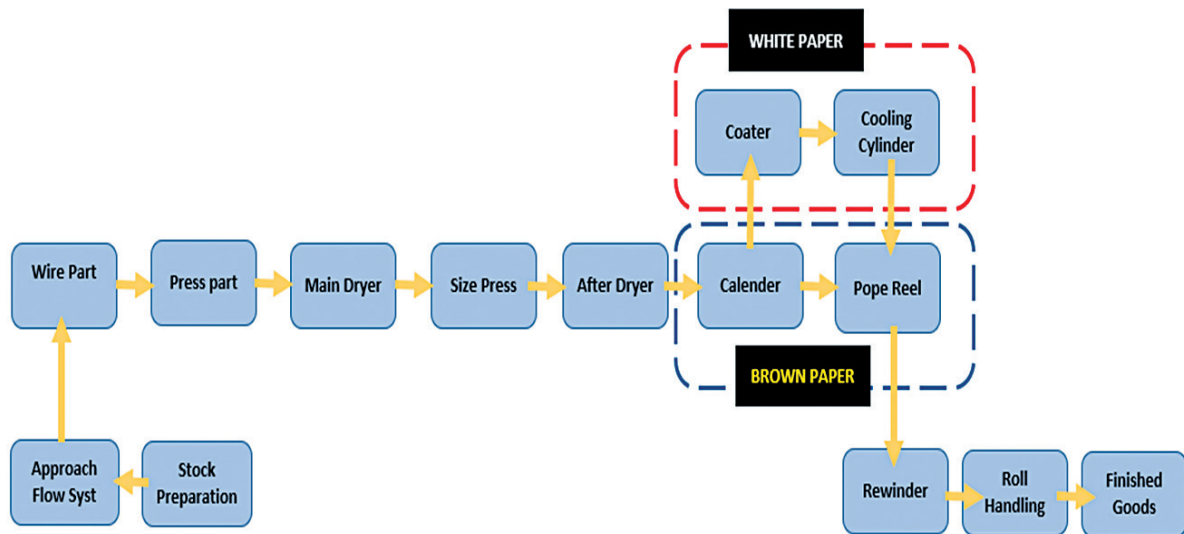 WHITE PAPER
Coater
Cooling
Cylinder
Wire Part
Press part
Main Dryer
Size Press
After Dryer
Calender
Pope Reel
BROWN PAPER
Approach
Flow Syst
Stock
Preparation
Rewinder
Roll
Handling
Finished
Goods